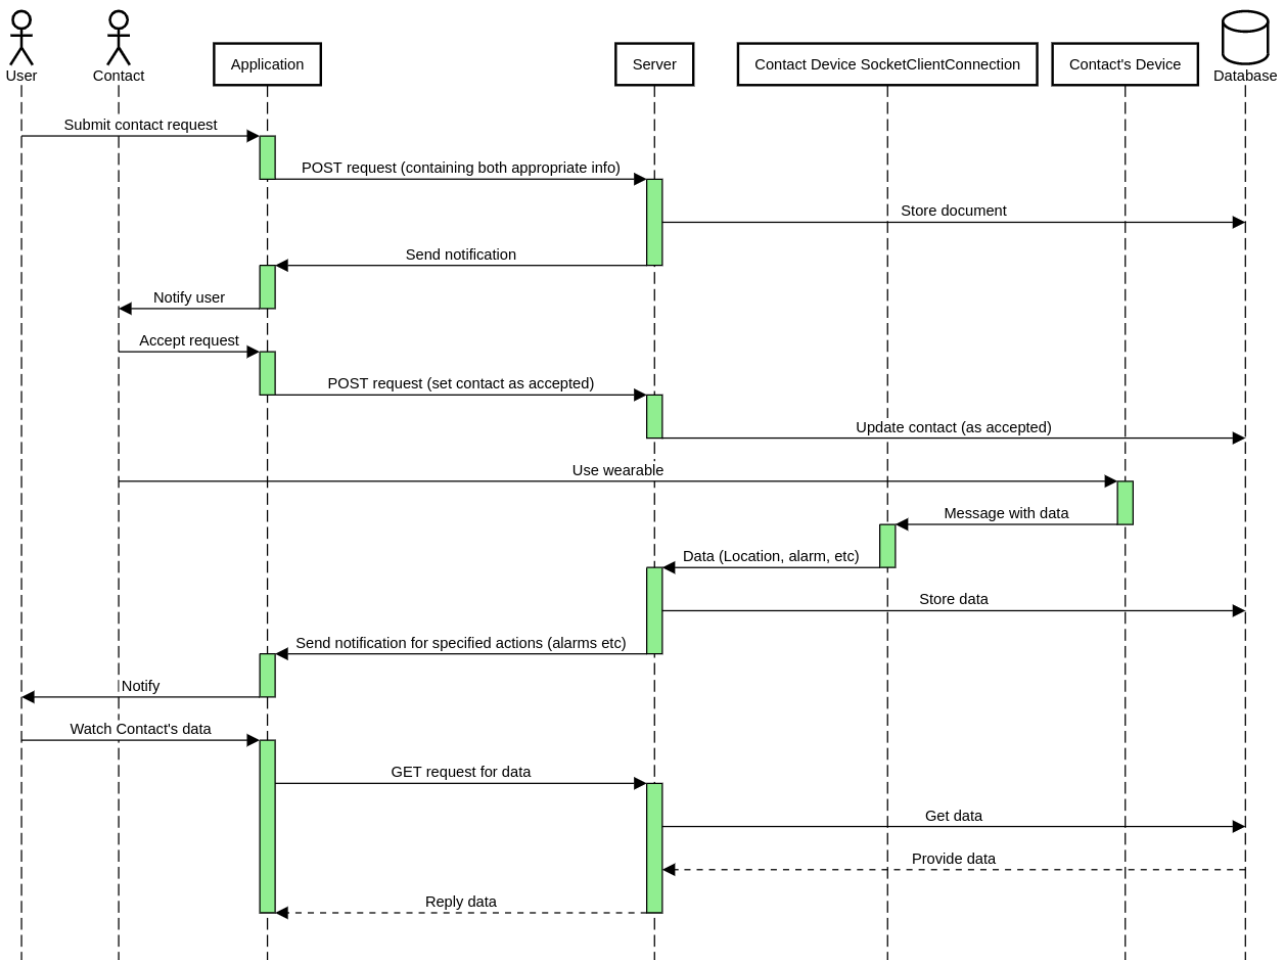 User
Contact
Application
Server
Contact Device SocketClientConnection
Contact's Device
Database
Submit contact request
POST request (containing both appropriate info)
Store document
Send notification
Notify user
Accept request
POST request (set contact as accepted)
Update contact (as accepted)
Use wearable
Message with data
Data (Location, alarm, etc)
Store data
Send notification for specified actions (alarms etc)
Notify
Watch Contact's data
GET request for data
Get data
Provide data
Reply data